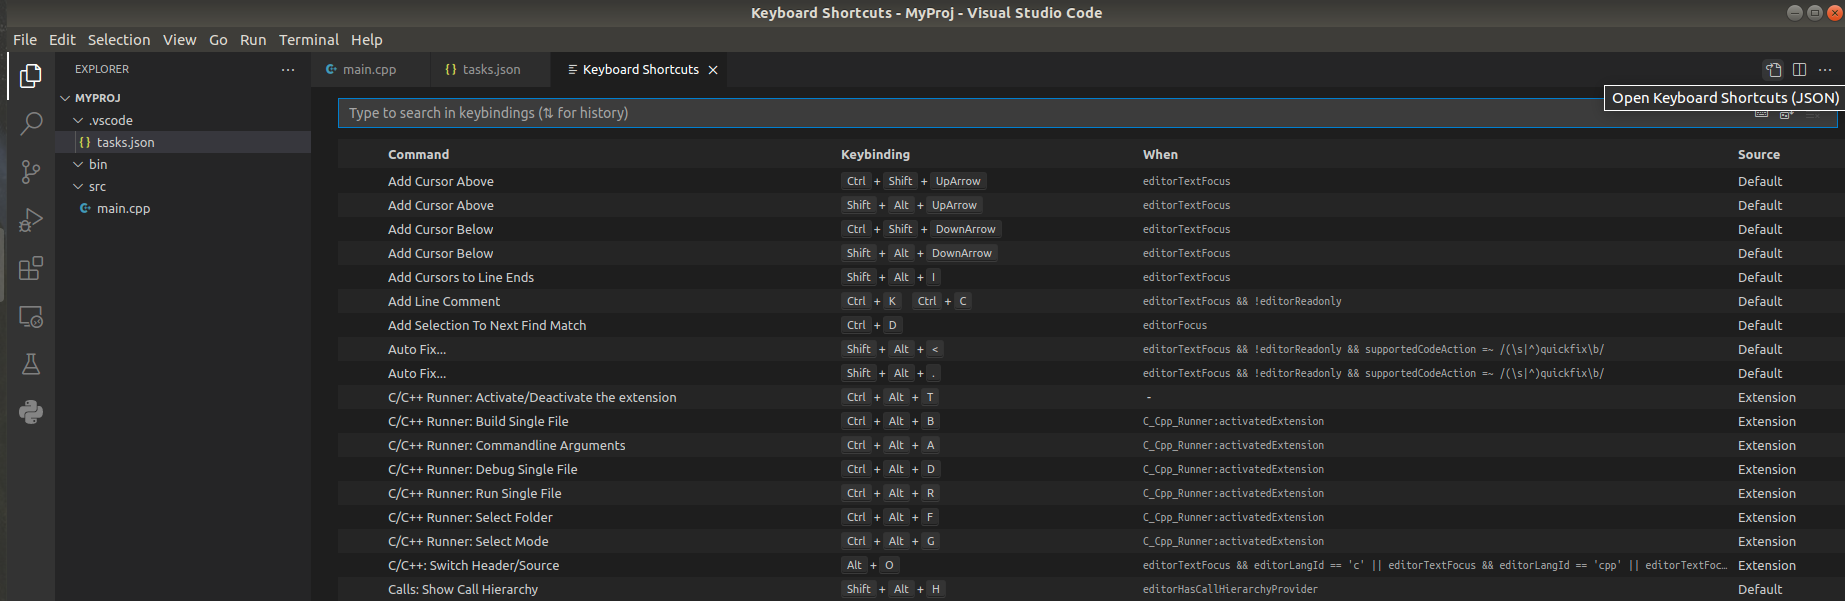 Keyboard Shortcuts - MyProj - Visual Studio Code
File Edit Selection View Go Run Terminal Help
EXPLORER
MYPROJ
.vscode
{} tasks.json
bin
src
main.cpp
main.cpp {} tasks.json Keyboard Shortcuts
Open Keyboard Shortcuts (JSON)
Type to search in keybindings (⇅ for history)
Command Keybinding When Source
Add Cursor Above Ctrl + Shift + UpArrow editorTextFocus Default
Add Cursor Above Shift + Alt + UpArrow editorTextFocus Default
Add Cursor Below Ctrl + Shift + DownArrow editorTextFocus Default
Add Cursor Below Shift + Alt + DownArrow editorTextFocus Default
Add Cursors to Line Ends Shift + Alt + I editorTextFocus Default
Add Line Comment Ctrl + K Ctrl + C editorTextFocus && !editorReadonly Default
Add Selection To Next Find Match Ctrl + D editorFocus Default
Auto Fix... Shift + Alt + < editorTextFocus && !editorReadonly && supportedCodeAction =~ /(\s|^)quickfix\b/ Default
Auto Fix... Shift + Alt + . editorTextFocus && !editorReadonly && supportedCodeAction =~ /(\s|^)quickfix\b/ Default
C/C++ Runner: Activate/Deactivate the extension Ctrl + Alt + T - Extension
C/C++ Runner: Build Single File Ctrl + Alt + B C_Cpp_Runner:activatedExtension Extension
C/C++ Runner: Commandline Arguments Ctrl + Alt + A C_Cpp_Runner:activatedExtension Extension
C/C++ Runner: Debug Single File Ctrl + Alt + D C_Cpp_Runner:activatedExtension Extension
C/C++ Runner: Run Single File Ctrl + Alt + R C_Cpp_Runner:activatedExtension Extension
C/C++ Runner: Select Folder Ctrl + Alt + F C_Cpp_Runner:activatedExtension Extension
C/C++ Runner: Select Mode Ctrl + Alt + G C_Cpp_Runner:activatedExtension Extension
C/C++: Switch Header/Source Alt + O editorTextFocus && editorLangId == 'c' || editorTextFocus && editorLangId == 'cpp' || editorTextFoc... Extension
Calls: Show Call Hierarchy Shift + Alt + H editorHasCallHierarchyProvider Default